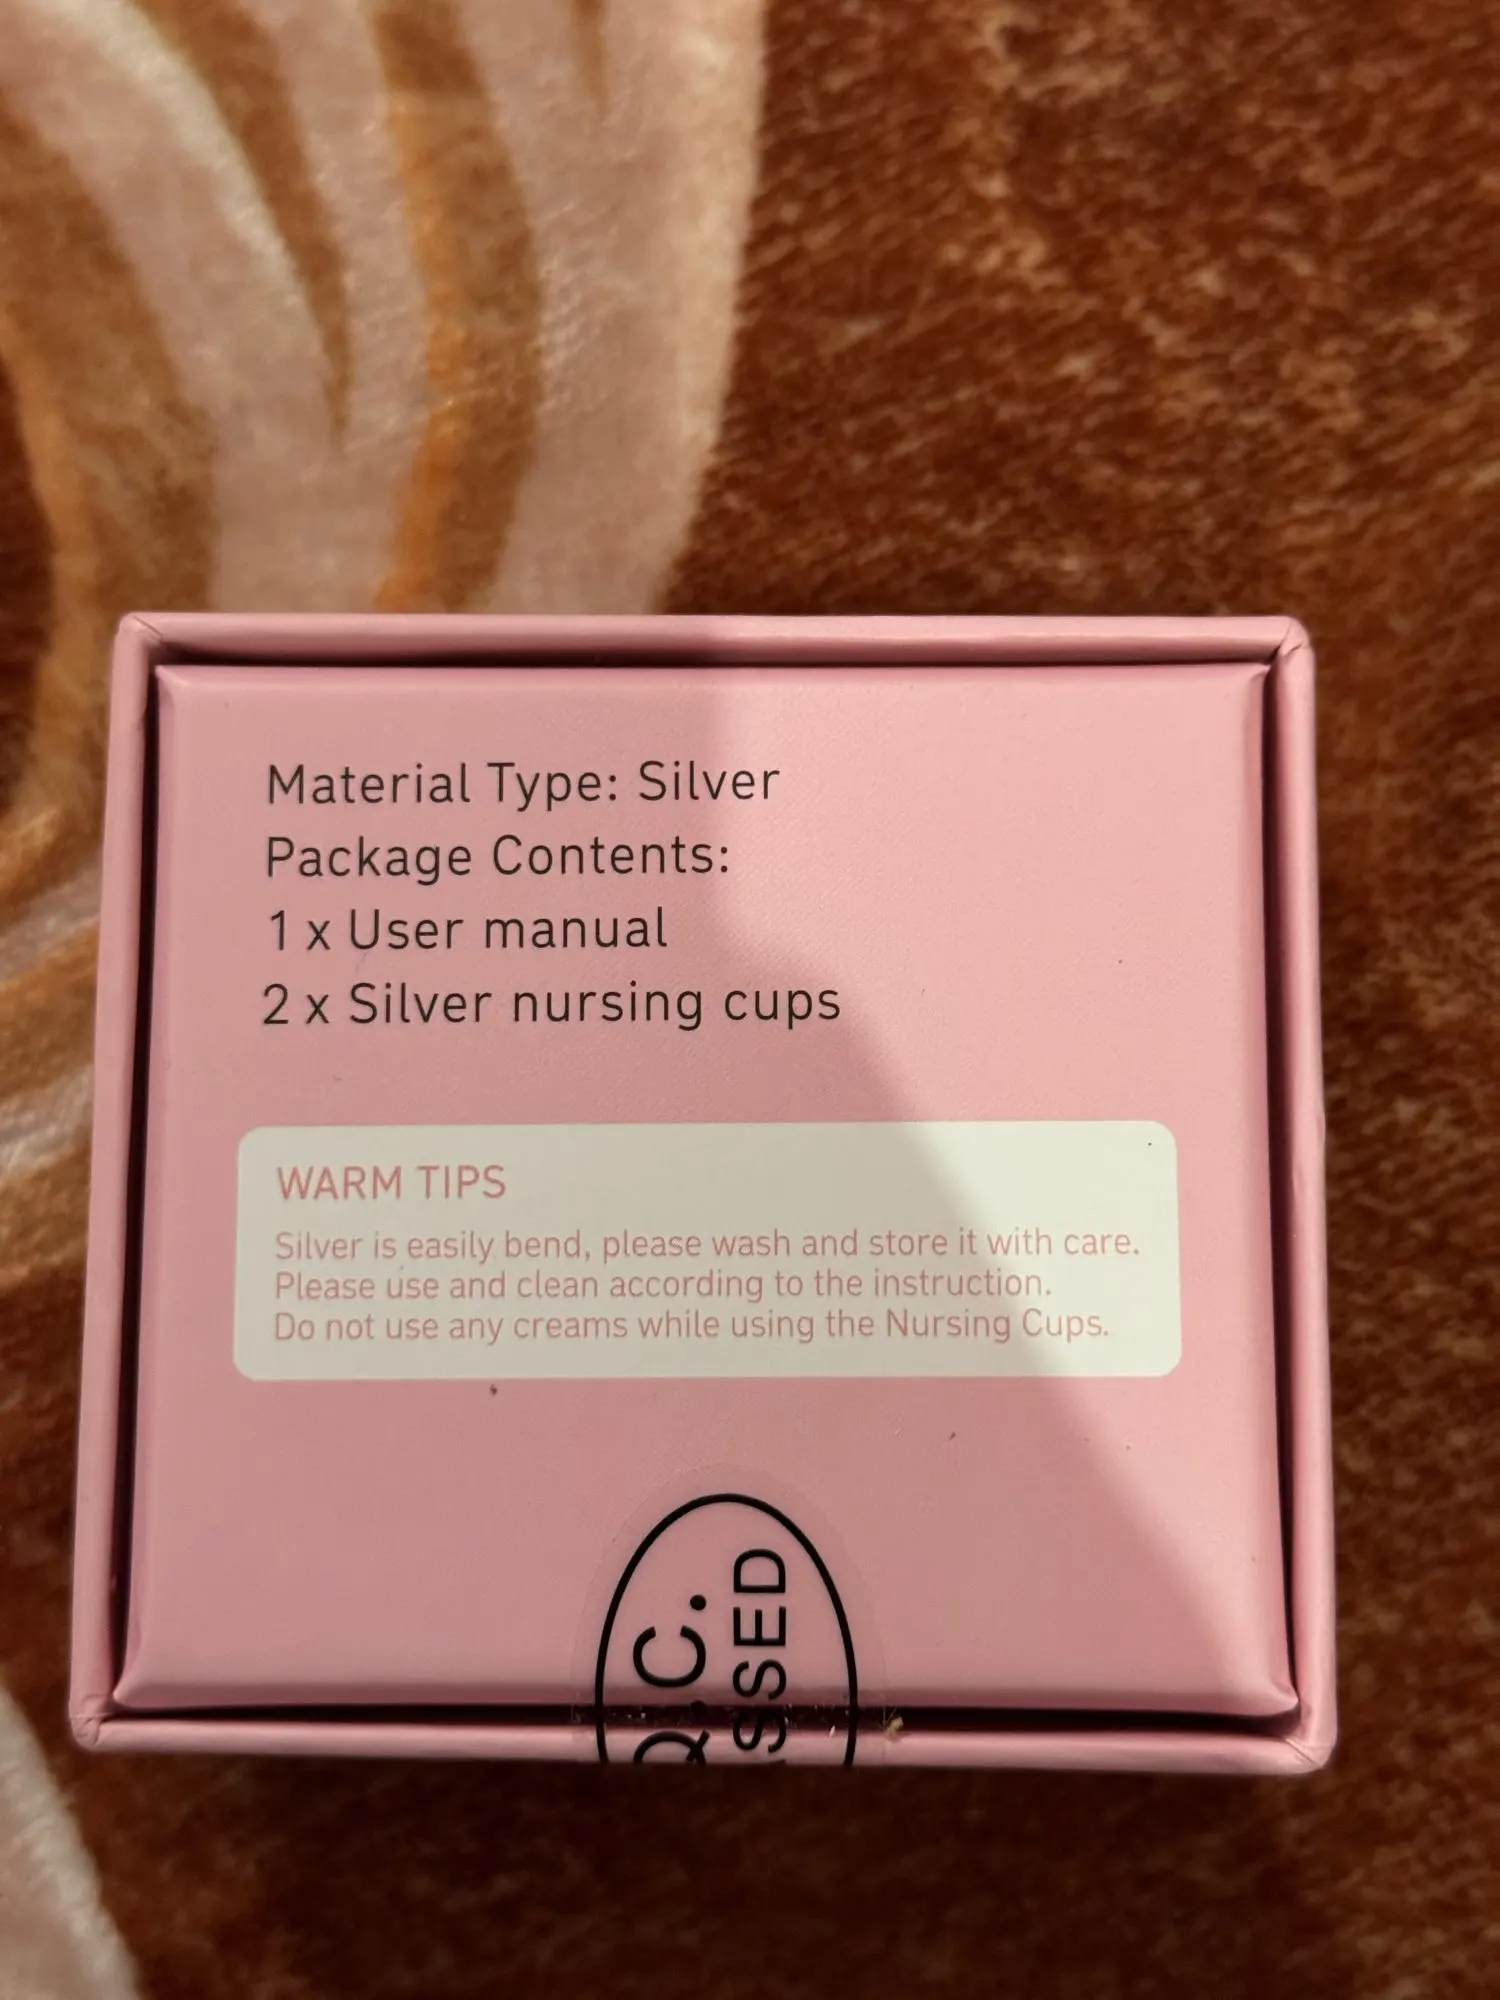 Material Type: Silver
Package Contents:
1 x User manual
2 x Silver nursing cups
WARM TIPS
Silver is easily bend, please wash and store it with care.
Please use and clean according to the instruction.
Do not use any creams while using the Nursing Cups.
Q.C.